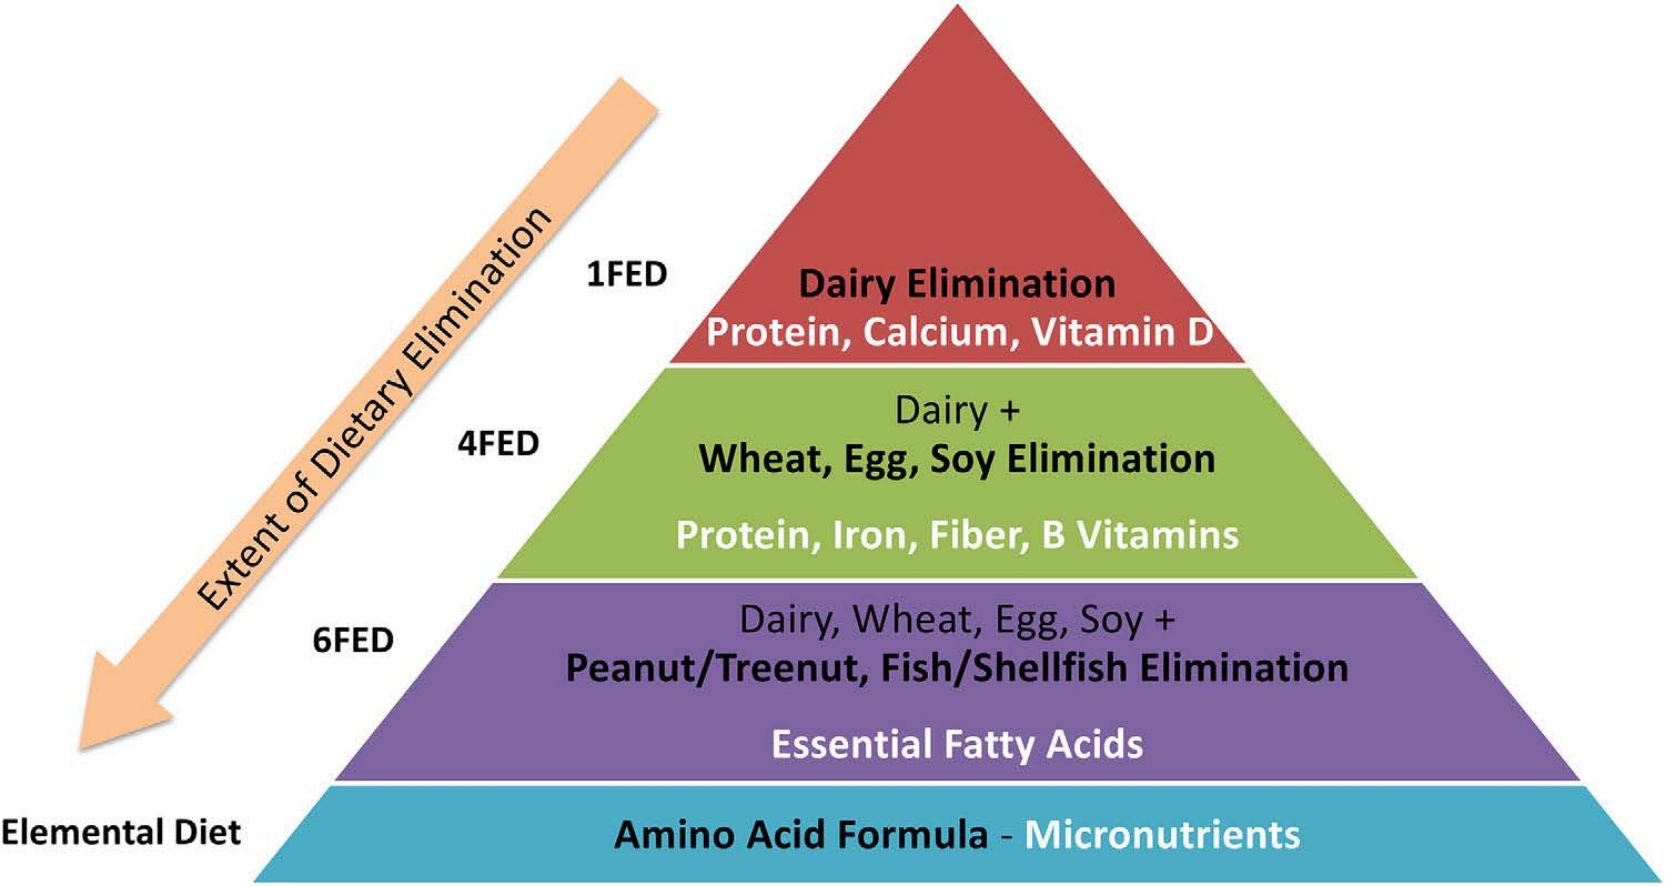 Extent of Dietary Elimination
1FED
Dairy Elimination
Protein, Calcium, Vitamin D
4FED
Dairy +
Wheat, Egg, Soy Elimination
Protein, Iron, Fiber, B Vitamins
6FED
Dairy, Wheat, Egg, Soy +
Peanut/Treenut, Fish/Shellfish Elimination
Essential Fatty Acids
Elemental Diet
Amino Acid Formula - Micronutrients